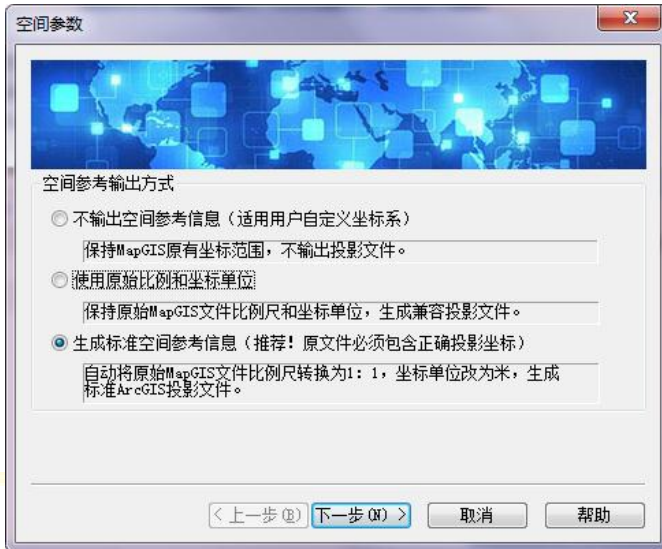 空间参数
空间参考输出方式
不输出空间参考信息（适用用户自定义坐标系）
保持MapGIS原有坐标范围，不输出投影文件。
使用原始比例和坐标单位
保持原始MapGIS文件比例尺和坐标单位，生成兼容投影文件。
生成标准空间参考信息（推荐！原文件必须包含正确投影坐标）
自动将原始MapGIS文件比例尺转换为1：1，坐标单位改为米，生成
标准ArcGIS投影文件。
< 上一步(B) 下一步(N) > 取消 帮助